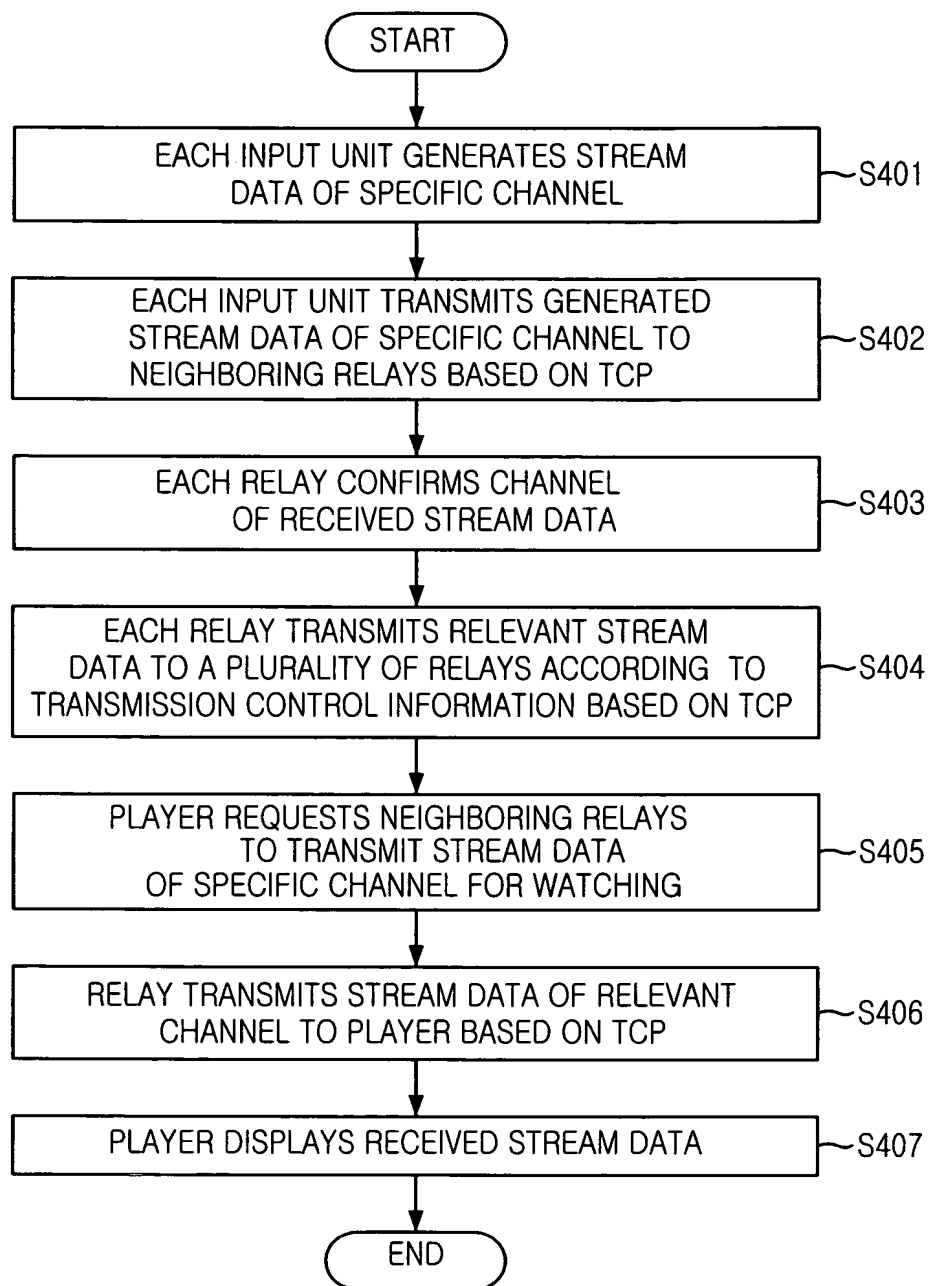 START
EACH INPUT UNIT GENERATES STREAM
DATA OF SPECIFIC CHANNEL
S401
EACH INPUT UNIT TRANSMITS GENERATED
STREAM DATA OF SPECIFIC CHANNEL TO
NEIGHBORING RELAYS BASED ON TCP
S402
EACH RELAY CONFIRMS CHANNEL
OF RECEIVED STREAM DATA
S403
EACH RELAY TRANSMITS RELEVANT STREAM
DATA TO A PLURALITY OF RELAYS ACCORDING TO
TRANSMISSION CONTROL INFORMATION BASED ON TCP
S404
PLAYER REQUESTS NEIGHBORING RELAYS
TO TRANSMIT STREAM DATA
OF SPECIFIC CHANNEL FOR WATCHING
S405
RELAY TRANSMITS STREAM DATA OF RELEVANT
CHANNEL TO PLAYER BASED ON TCP
S406
PLAYER DISPLAYS RECEIVED STREAM DATA
S407
END